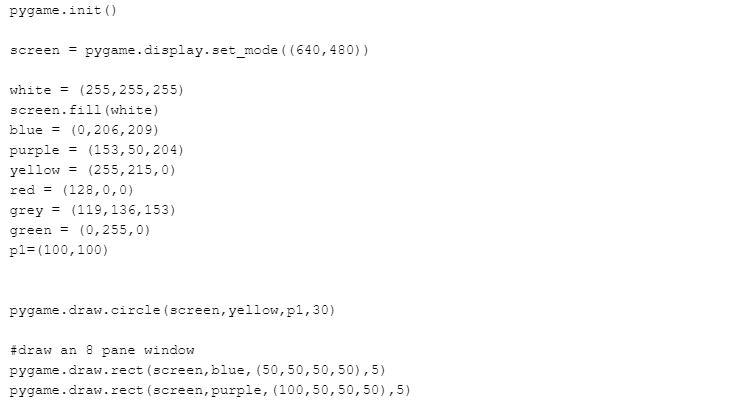 pygame.init()
screen = pygame.display.set_mode((640,480))
white = (255,255,255)
screen.fill(white)
blue = (0,206,209)
purple = (153,50,204)
yellow = (255,215,0)
red = (128,0,0)
grey = (119,136,153)
green = (0,255,0)
p1=(100,100)
pygame.draw.circle(screen,yellow,p1,30)
#draw an 8 pane window
pygame.draw.rect(screen,blue,(50,50,50,50),5)
pygame.draw.rect(screen,purple,(100,50,50,50),5)